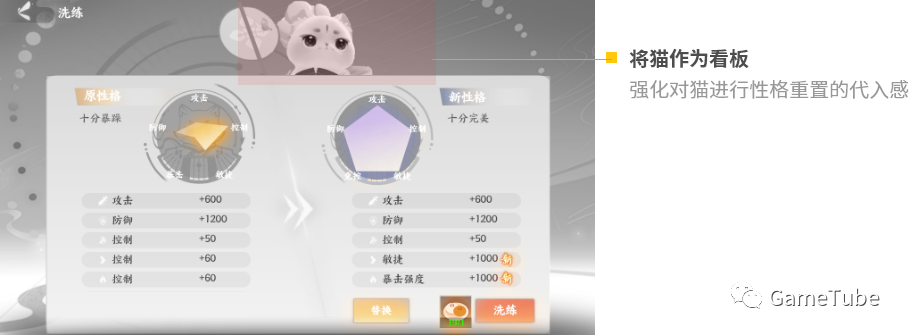 洗练
将猫作为看板
强化对猫进行性格重置的代入感
原性格
十分暴躁
攻击
防御
控制
暴击
敏捷
新性格
十分完美
攻击
防御
控制
敏捷
攻击 +600
防御 +1200
控制 +50
控制 +60
控制 +60
攻击 +600
防御 +1200
控制 +50
敏捷 +1000 新
暴击强度 +1000 新
替换
洗练
GameTube